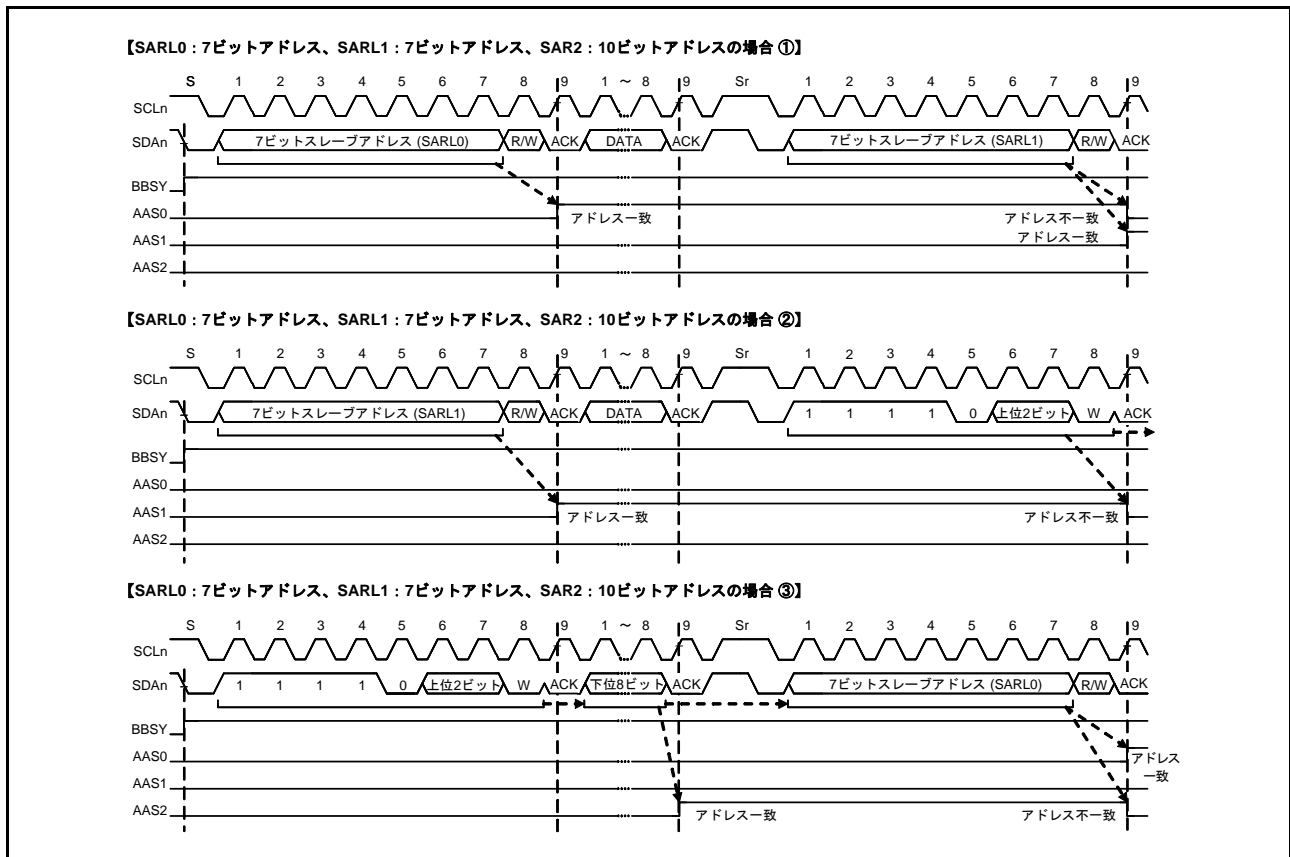 【SARL0：7ビットアドレス、SARL1：7ビットアドレス、SAR2：10ビットアドレスの場合 ①】
S 1 2 3 4 5 6 7 8 9 1 ～ 8 9 Sr 1 2 3 4 5 6 7 8 9
SCLn
SDAn 7ビットスレーブアドレス (SARL0) R/W ACK DATA ACK 7ビットスレーブアドレス (SARL1) R/W ACK
BBSY
AAS0 アドレス一致 アドレス不一致
AAS1 アドレス一致
AAS2
【SARL0：7ビットアドレス、SARL1：7ビットアドレス、SAR2：10ビットアドレスの場合 ②】
S 1 2 3 4 5 6 7 8 9 1 ～ 8 9 Sr 1 2 3 4 5 6 7 8 9
SCLn
SDAn 7ビットスレーブアドレス (SARL1) R/W ACK DATA ACK 1 1 1 1 0 上位2ビット W ACK
BBSY
AAS0
AAS1 アドレス一致 アドレス不一致
AAS2
【SARL0：7ビットアドレス、SARL1：7ビットアドレス、SAR2：10ビットアドレスの場合 ③】
S 1 2 3 4 5 6 7 8 9 1 ～ 8 9 Sr 1 2 3 4 5 6 7 8 9
SCLn
SDAn 1 1 1 1 0 上位2ビット W ACK 下位8ビット ACK 7ビットスレーブアドレス (SARL0) R/W ACK
BBSY
AAS0 アドレス
一致
AAS1
AAS2 アドレス一致 アドレス不一致